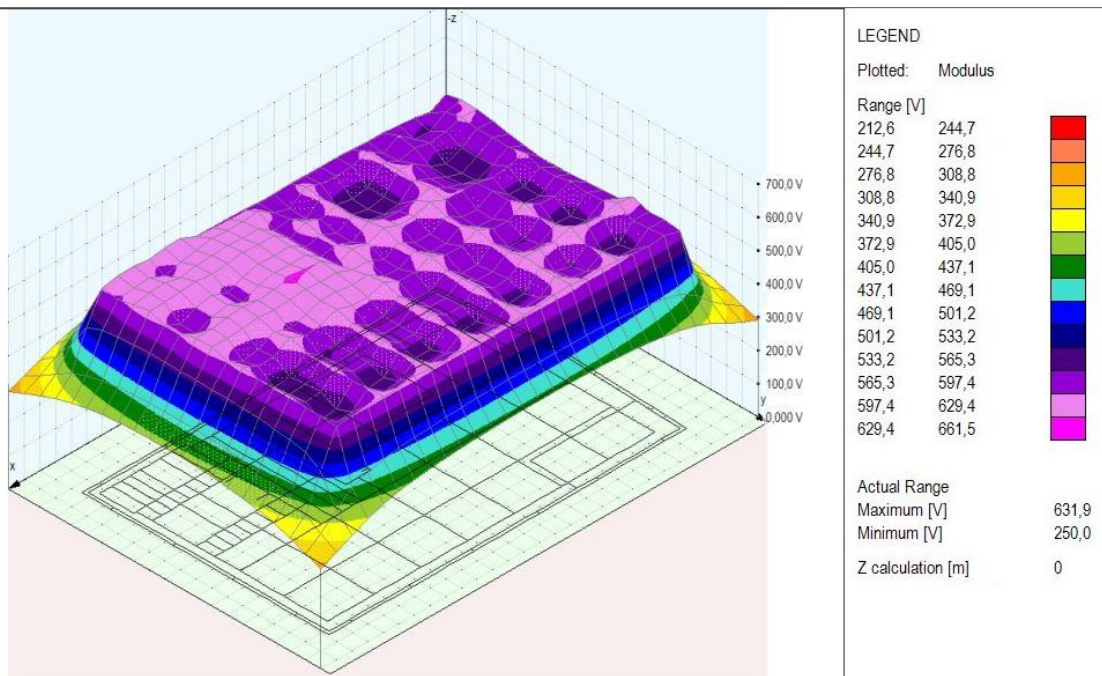 -Z
700,0 V
600,0 V
500,0 V
400,0 V
300,0 V
200,0 V
100,0 V
y
0,000 V
x
LEGEND
Plotted: Modulus
Range [V]
212,6 244,7
244,7 276,8
276,8 308,8
308,8 340,9
340,9 372,9
372,9 405,0
405,0 437,1
437,1 469,1
469,1 501,2
501,2 533,2
533,2 565,3
565,3 597,4
597,4 629,4
629,4 661,5
Actual Range
Maximum [V] 631,9
Minimum [V] 250,0
Z calculation [m] 0